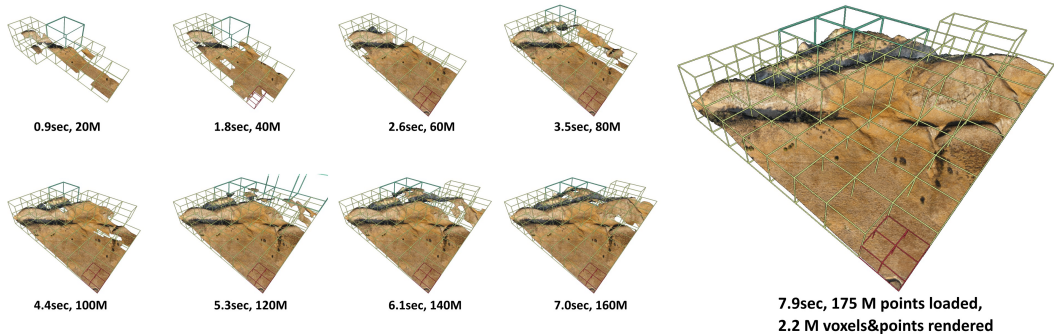 0.9sec, 20M
1.8sec, 40M
2.6sec, 60M
3.5sec, 80M
4.4sec, 100M
5.3sec, 120M
6.1sec, 140M
7.0sec, 160M
7.9sec, 175 M points loaded,
2.2 M voxels&points rendered